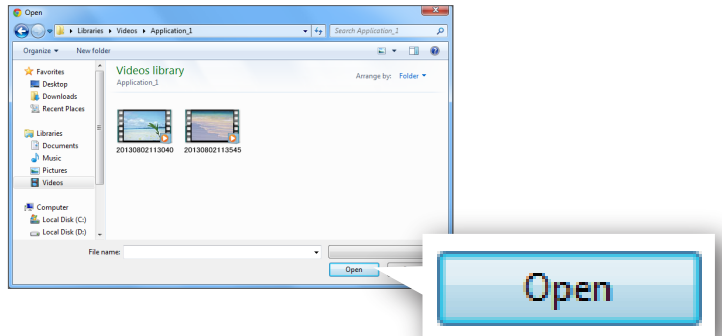 Open
Libraries Videos Application_1
Search Application_1
Organize New folder
Favorites
Desktop
Downloads
Recent Places
Libraries
Documents
Music
Pictures
Videos
Computer
Local Disk (C:)
Local Disk (D:)
Videos library
Application_1
Arrange by: Folder
20130802113040 20130802113545
File name:
Open
Open